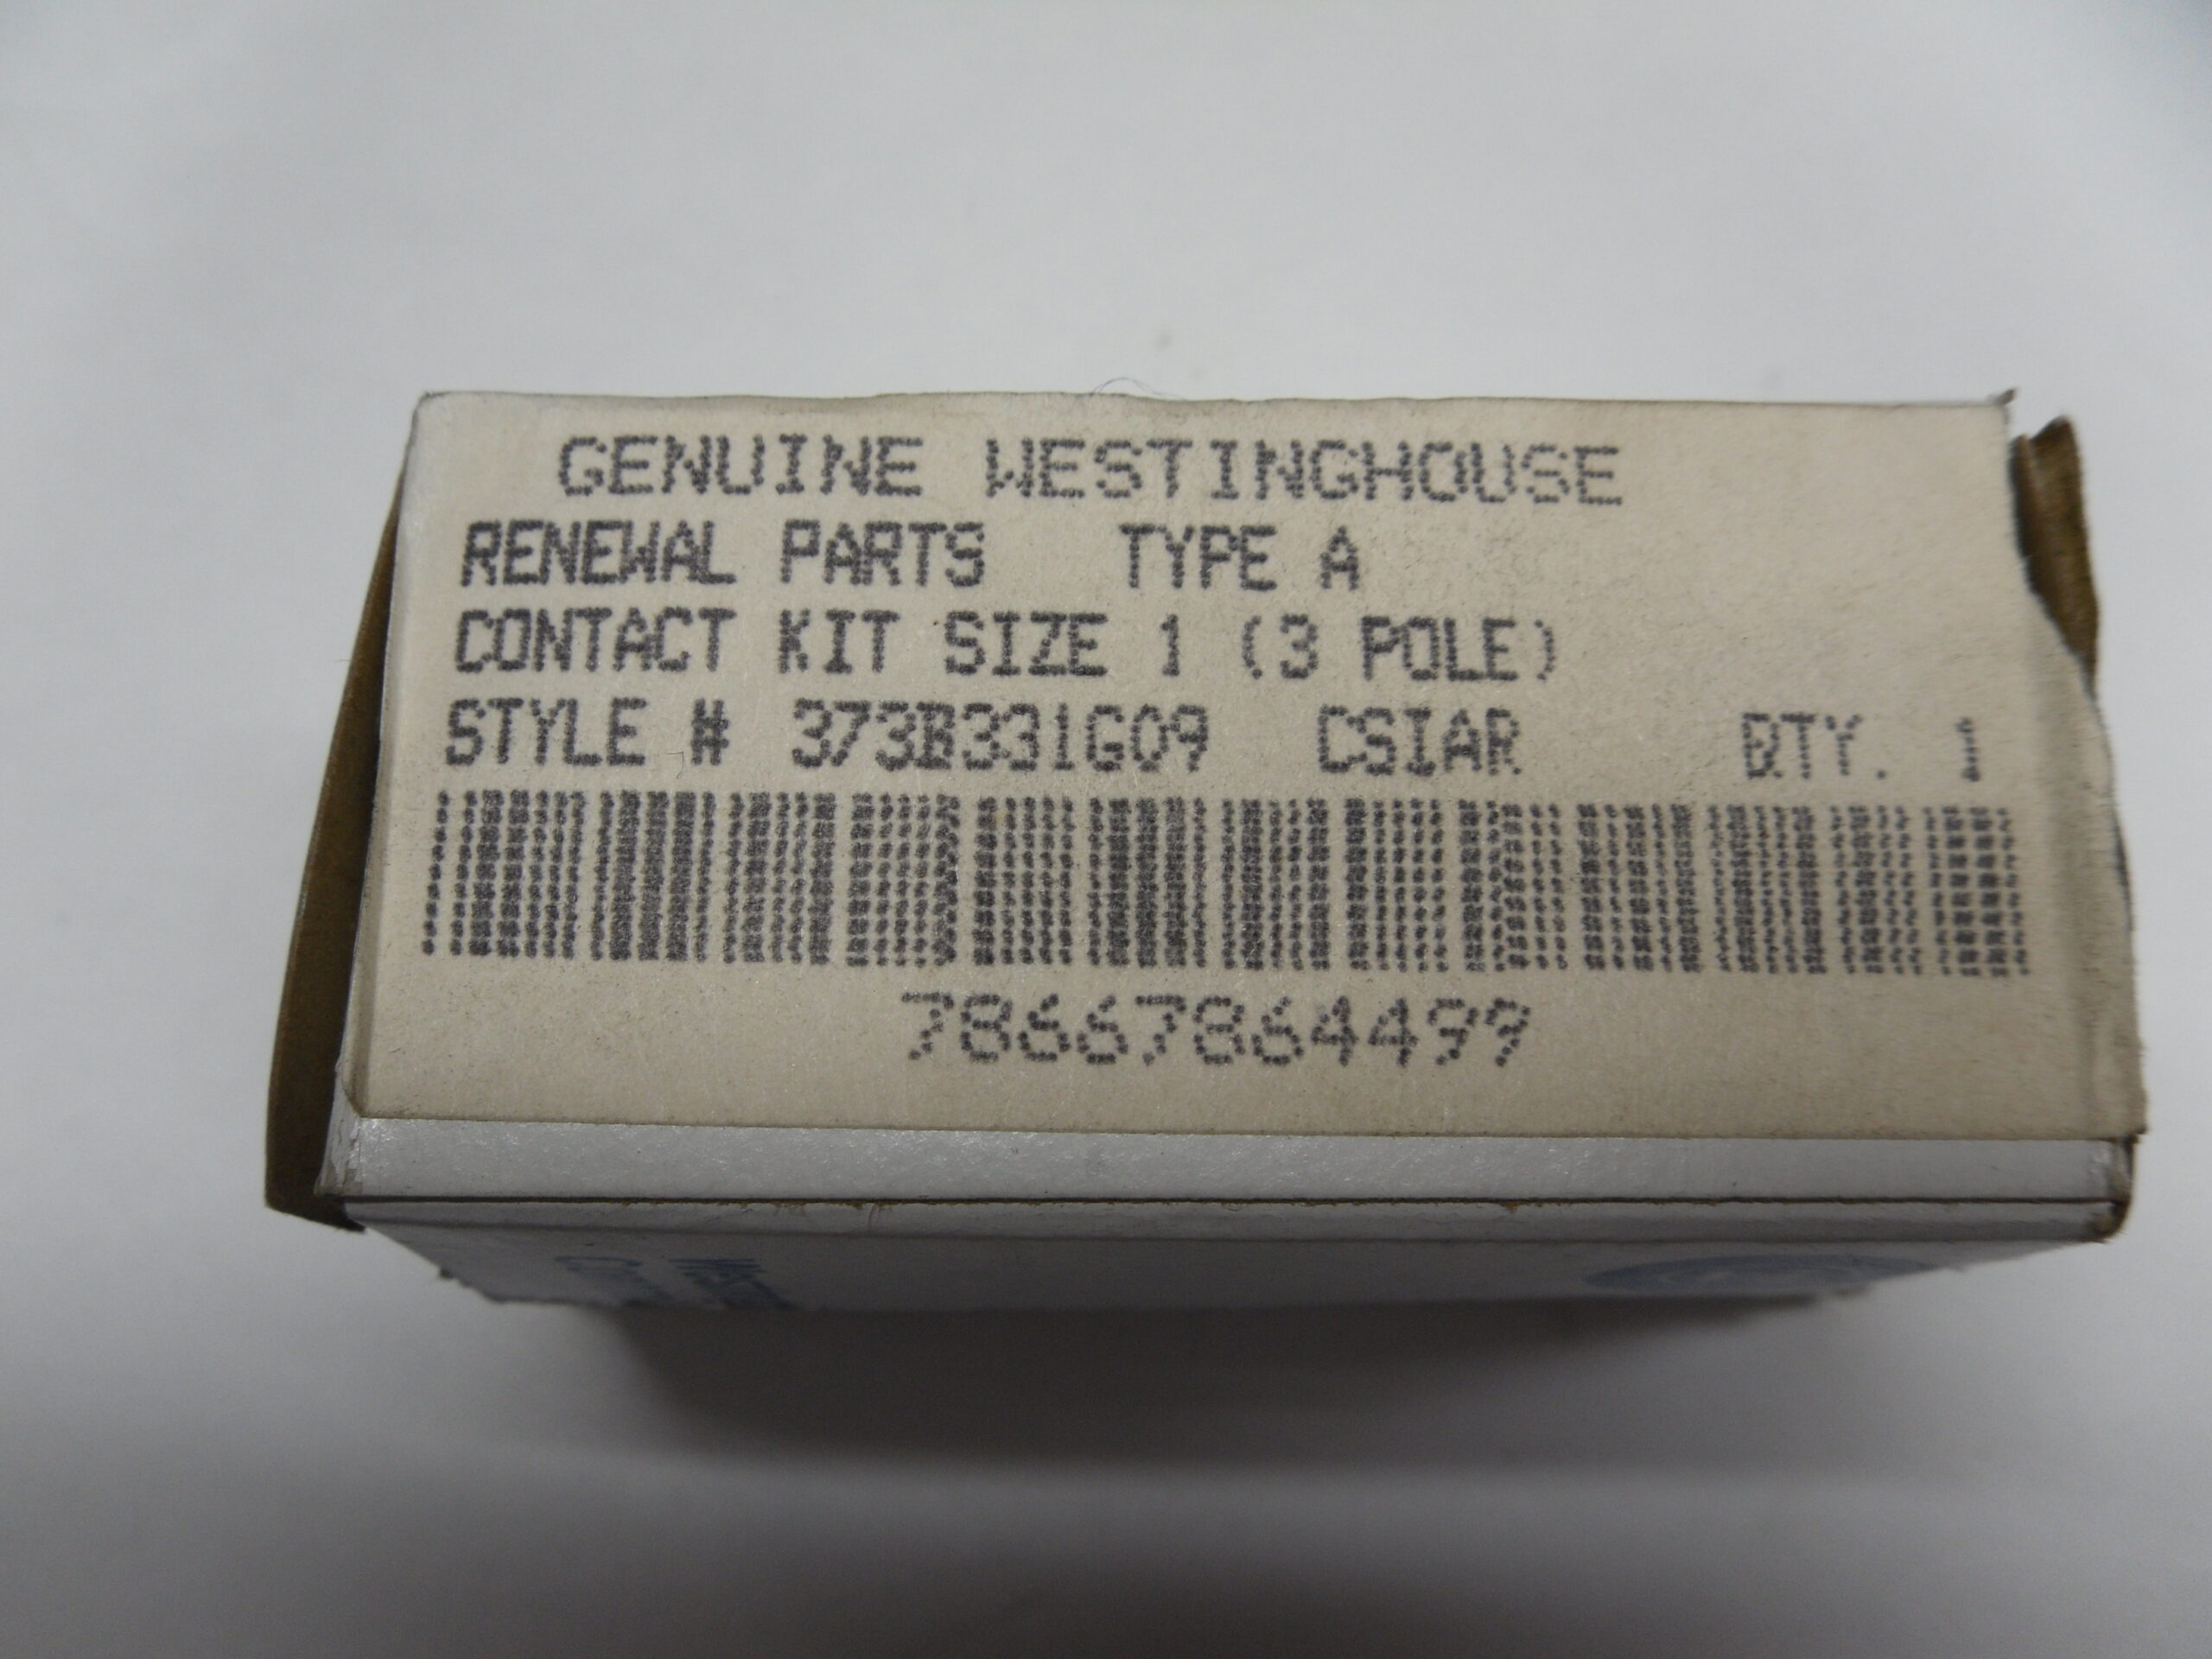 GENUINE WESTINGHOUSE
RENEWAL PARTS TYPE A
CONTACT KIT SIZE 1 (3 POLE)
STYLE # 373B331G09 CSIAR QTY. 1
78667864499